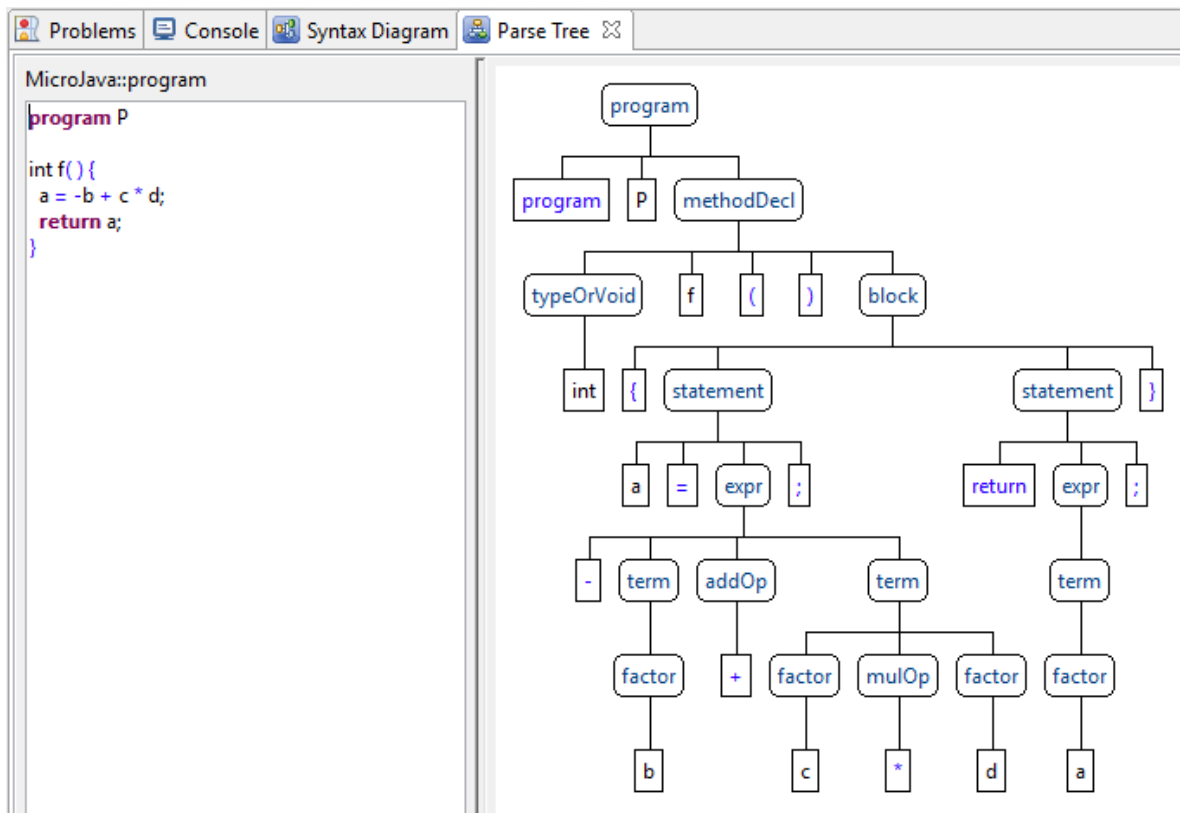 Problems Console Syntax Diagram Parse Tree
MicroJava::program
program P
int f( ) {
a = -b + c * d;
return a;
}
program
program P methodDecl
typeOrVoid f ( ) block
int { statement statement }
a = expr ; return expr ;
- term addOp term term
factor + factor mulOp factor factor
b c * d a